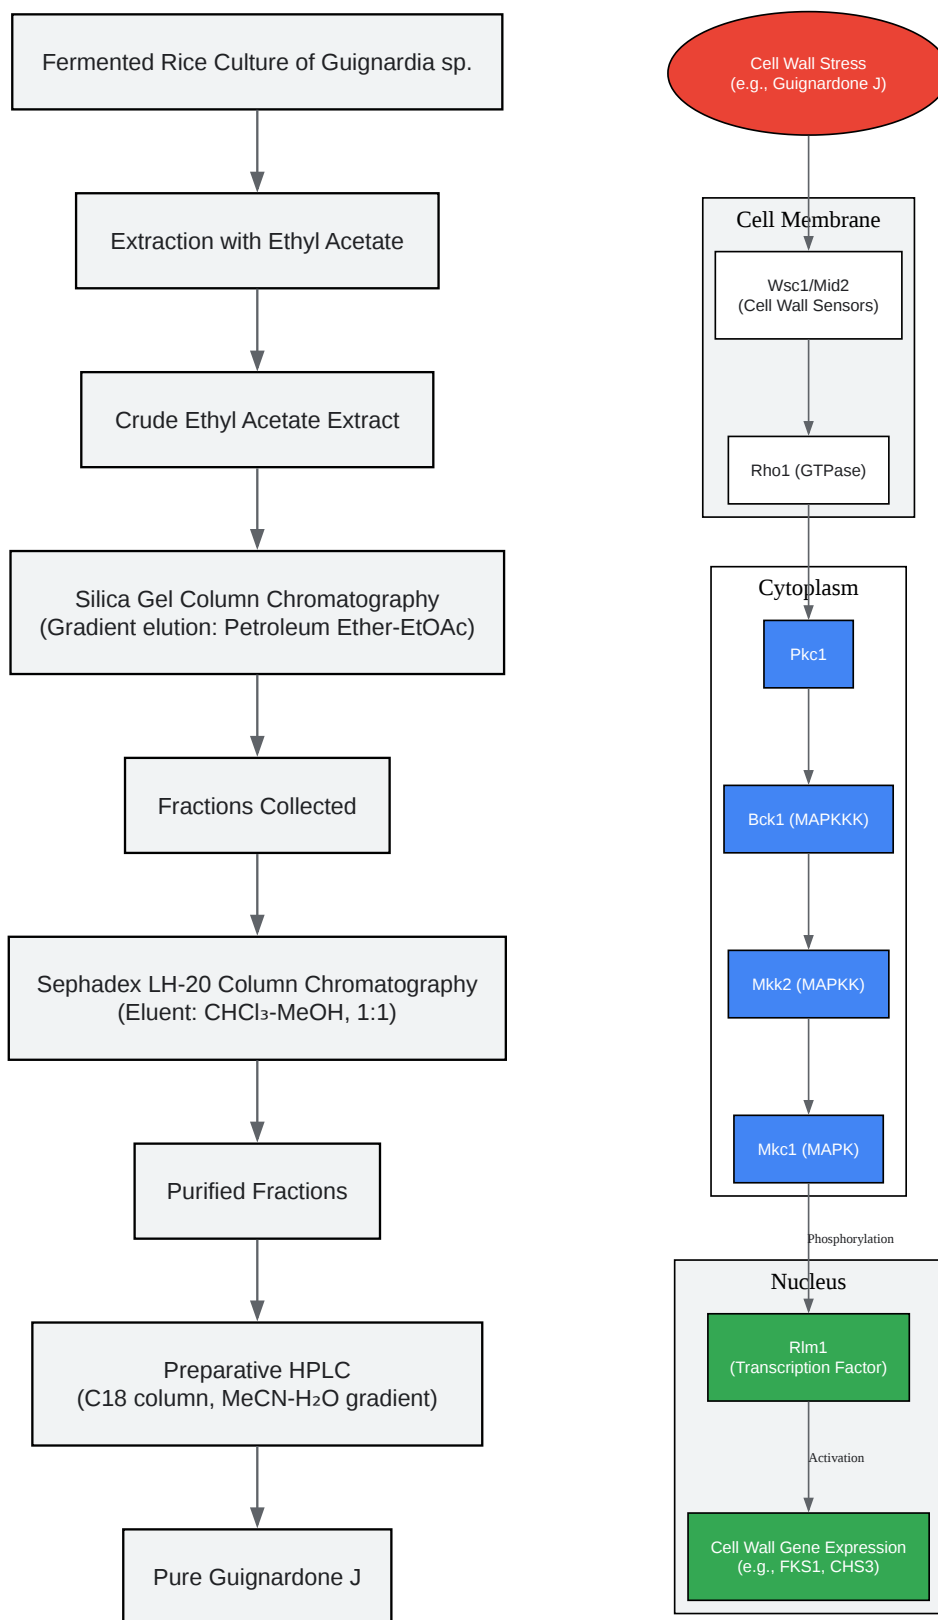 Fermented Rice Culture of Guignardia sp.
Extraction with Ethyl Acetate
Crude Ethyl Acetate Extract
Silica Gel Column Chromatography
(Gradient elution: Petroleum Ether-EtOAc)
Fractions Collected
Sephadex LH-20 Column Chromatography
(Eluent: CHCl₃-MeOH, 1:1)
Purified Fractions
Preparative HPLC
(C18 column, MeCN-H₂O gradient)
Pure Guignardone J
Cell Wall Stress
(e.g., Guignardone J)
Cell Membrane
Wsc1/Mid2
(Cell Wall Sensors)
Rho1 (GTPase)
Cytoplasm
Pkc1
Bck1 (MAPKKK)
Mkk2 (MAPKK)
Mkc1 (MAPK)
Phosphorylation
Nucleus
Rlm1
(Transcription Factor)
Activation
Cell Wall Gene Expression
(e.g., FKS1, CHS3)